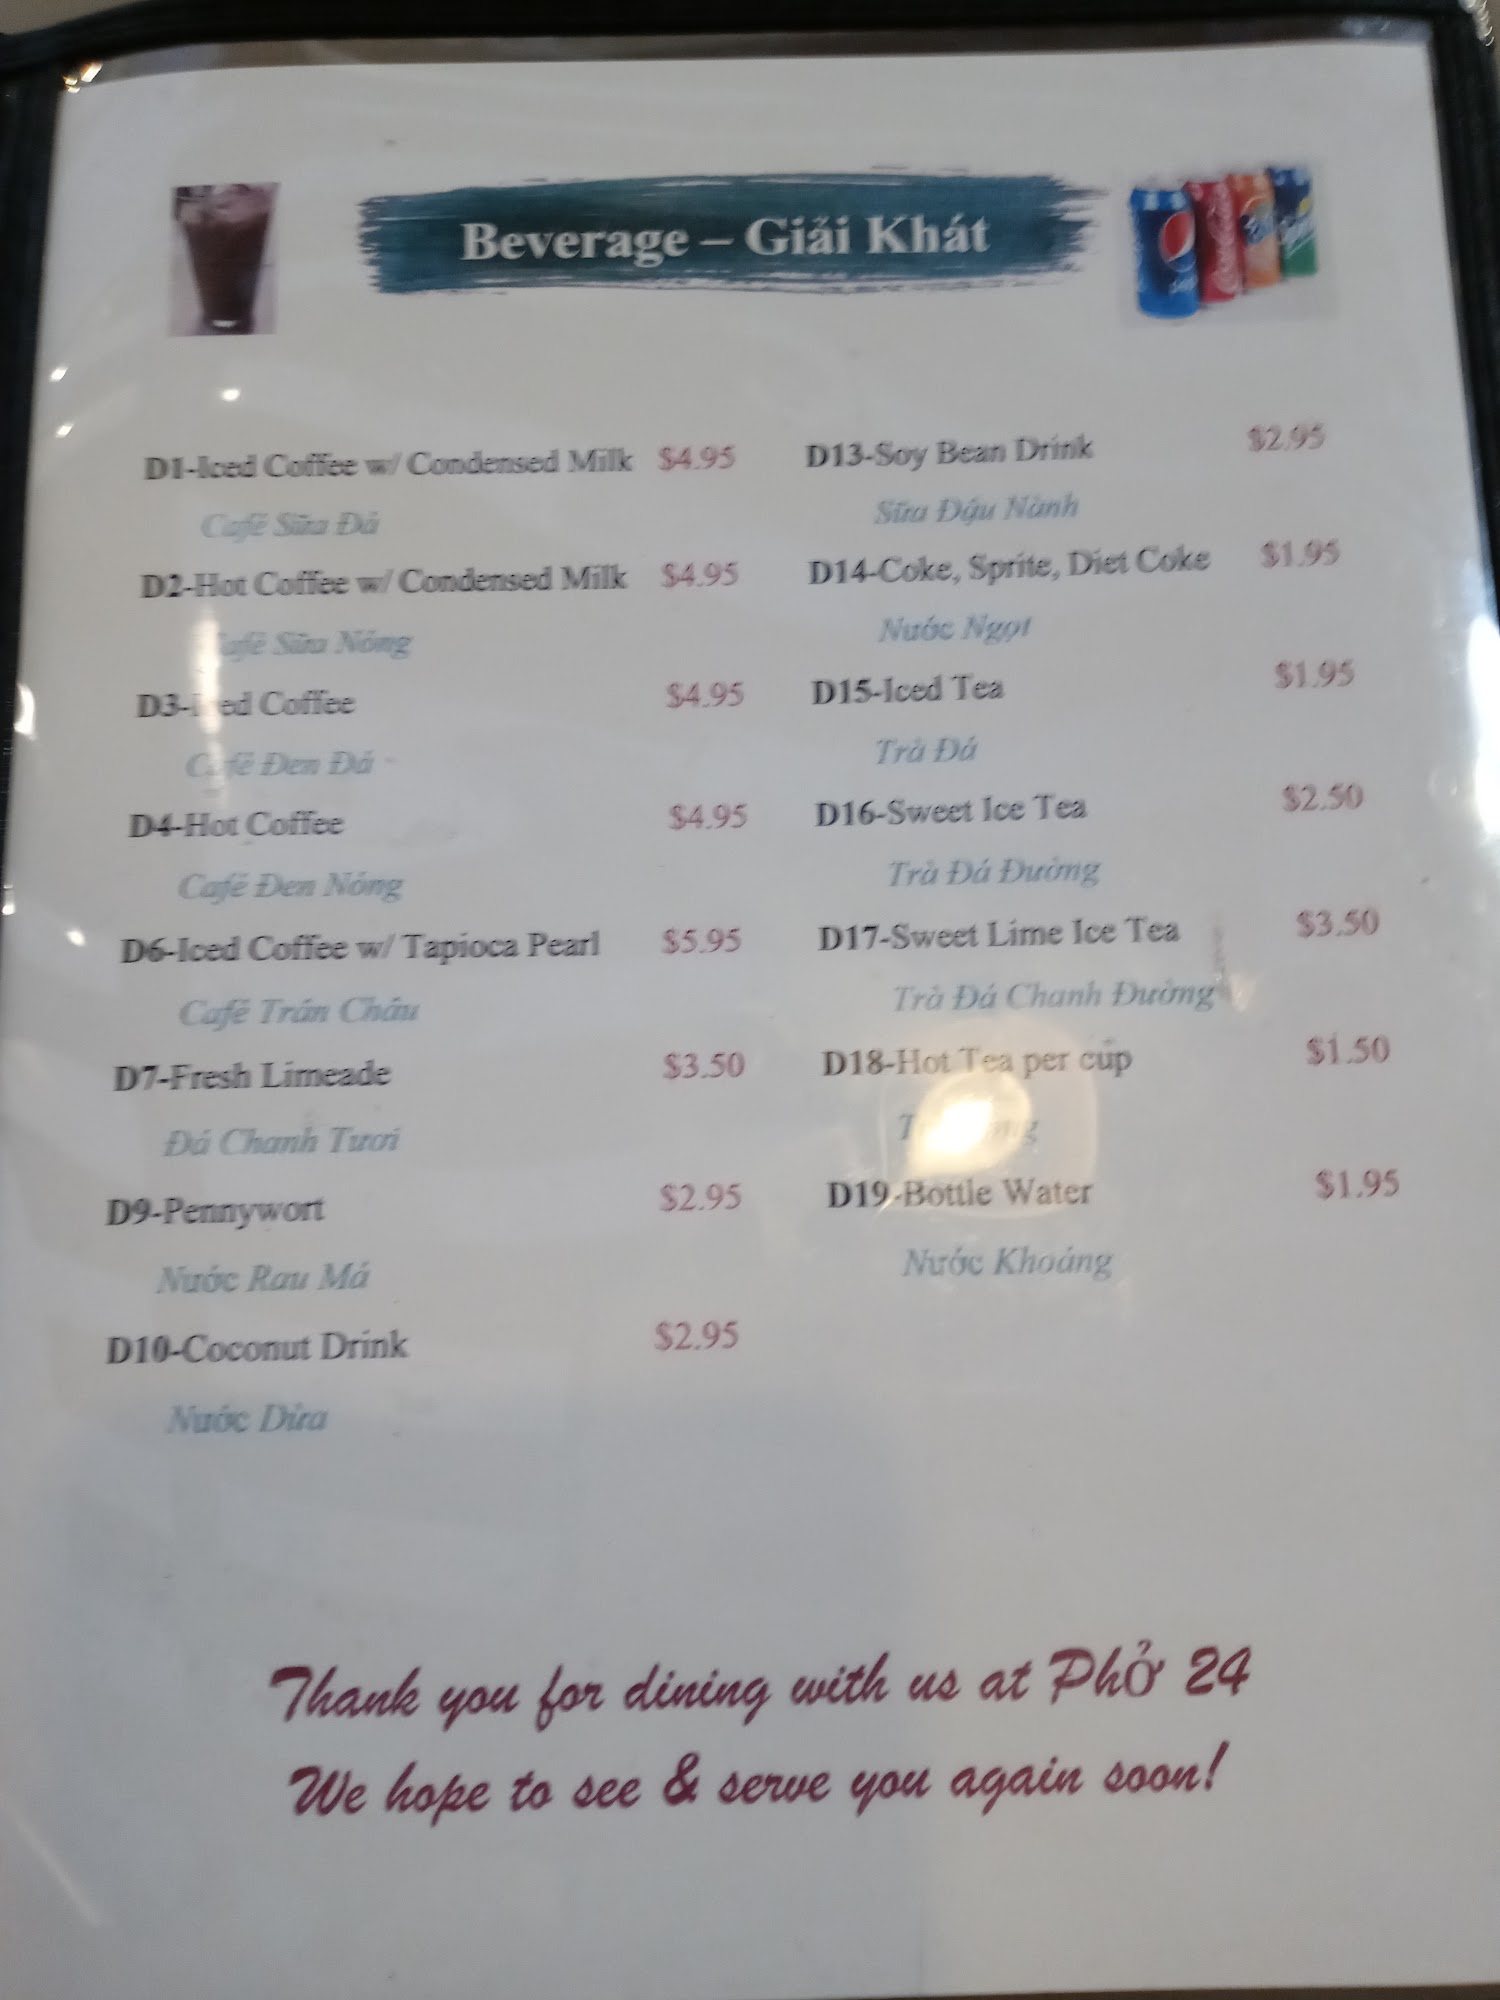 Beverage – Giải Khát
D1-Iced Coffee w/ Condensed Milk $4.95
Café Sữa Đá
D2-Hot Coffee w/ Condensed Milk $4.95
Café Sữa Nóng
D3-Iced Coffee $4.95
Café Đen Đá
D4-Hot Coffee $4.95
Café Đen Nóng
D6-Iced Coffee w/ Tapioca Pearl $5.95
Café Trân Châu
D7-Fresh Limeade $3.50
Đá Chanh Tươi
D9-Pennywort $2.95
Nước Rau Má
D10-Coconut Drink $2.95
Nước Dừa
D13-Soy Bean Drink $2.95
Sữa Đậu Nành
D14-Coke, Sprite, Diet Coke $1.95
Nước Ngọt
D15-Iced Tea $1.95
Trà Đá
D16-Sweet Ice Tea $2.50
Trà Đá Đường
D17-Sweet Lime Ice Tea $3.50
Trà Đá Chanh Đường
D18-Hot Tea per cup $1.50
D19-Bottle Water $1.95
Nước Khoáng
Thank you for dining with us at Phở 24
We hope to see & serve you again soon!